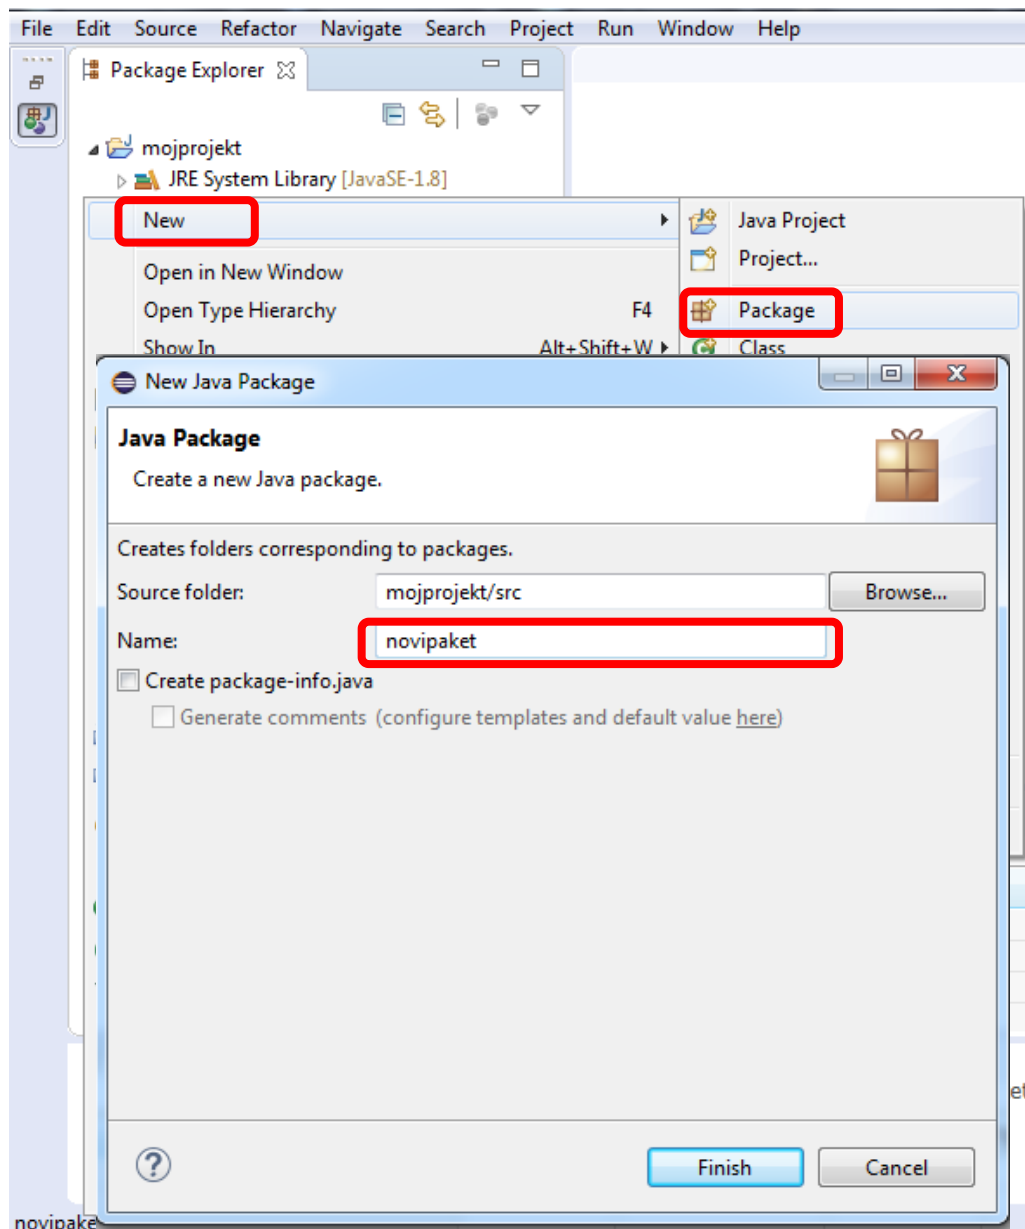 File Edit Source Refactor Navigate Search Project Run Window Help
Package Explorer
mojprojekt
JRE System Library [JavaSE-1.8]
New
Java Project
Project...
Open in New Window
Open Type Hierarchy F4
Package
Show In Alt+Shift+W
Class
New Java Package
Java Package
Create a new Java package.
Creates folders corresponding to packages.
Source folder: mojprojekt/src Browse...
Name: novipaket
Create package-info.java
Generate comments (configure templates and default value here)
Finish Cancel